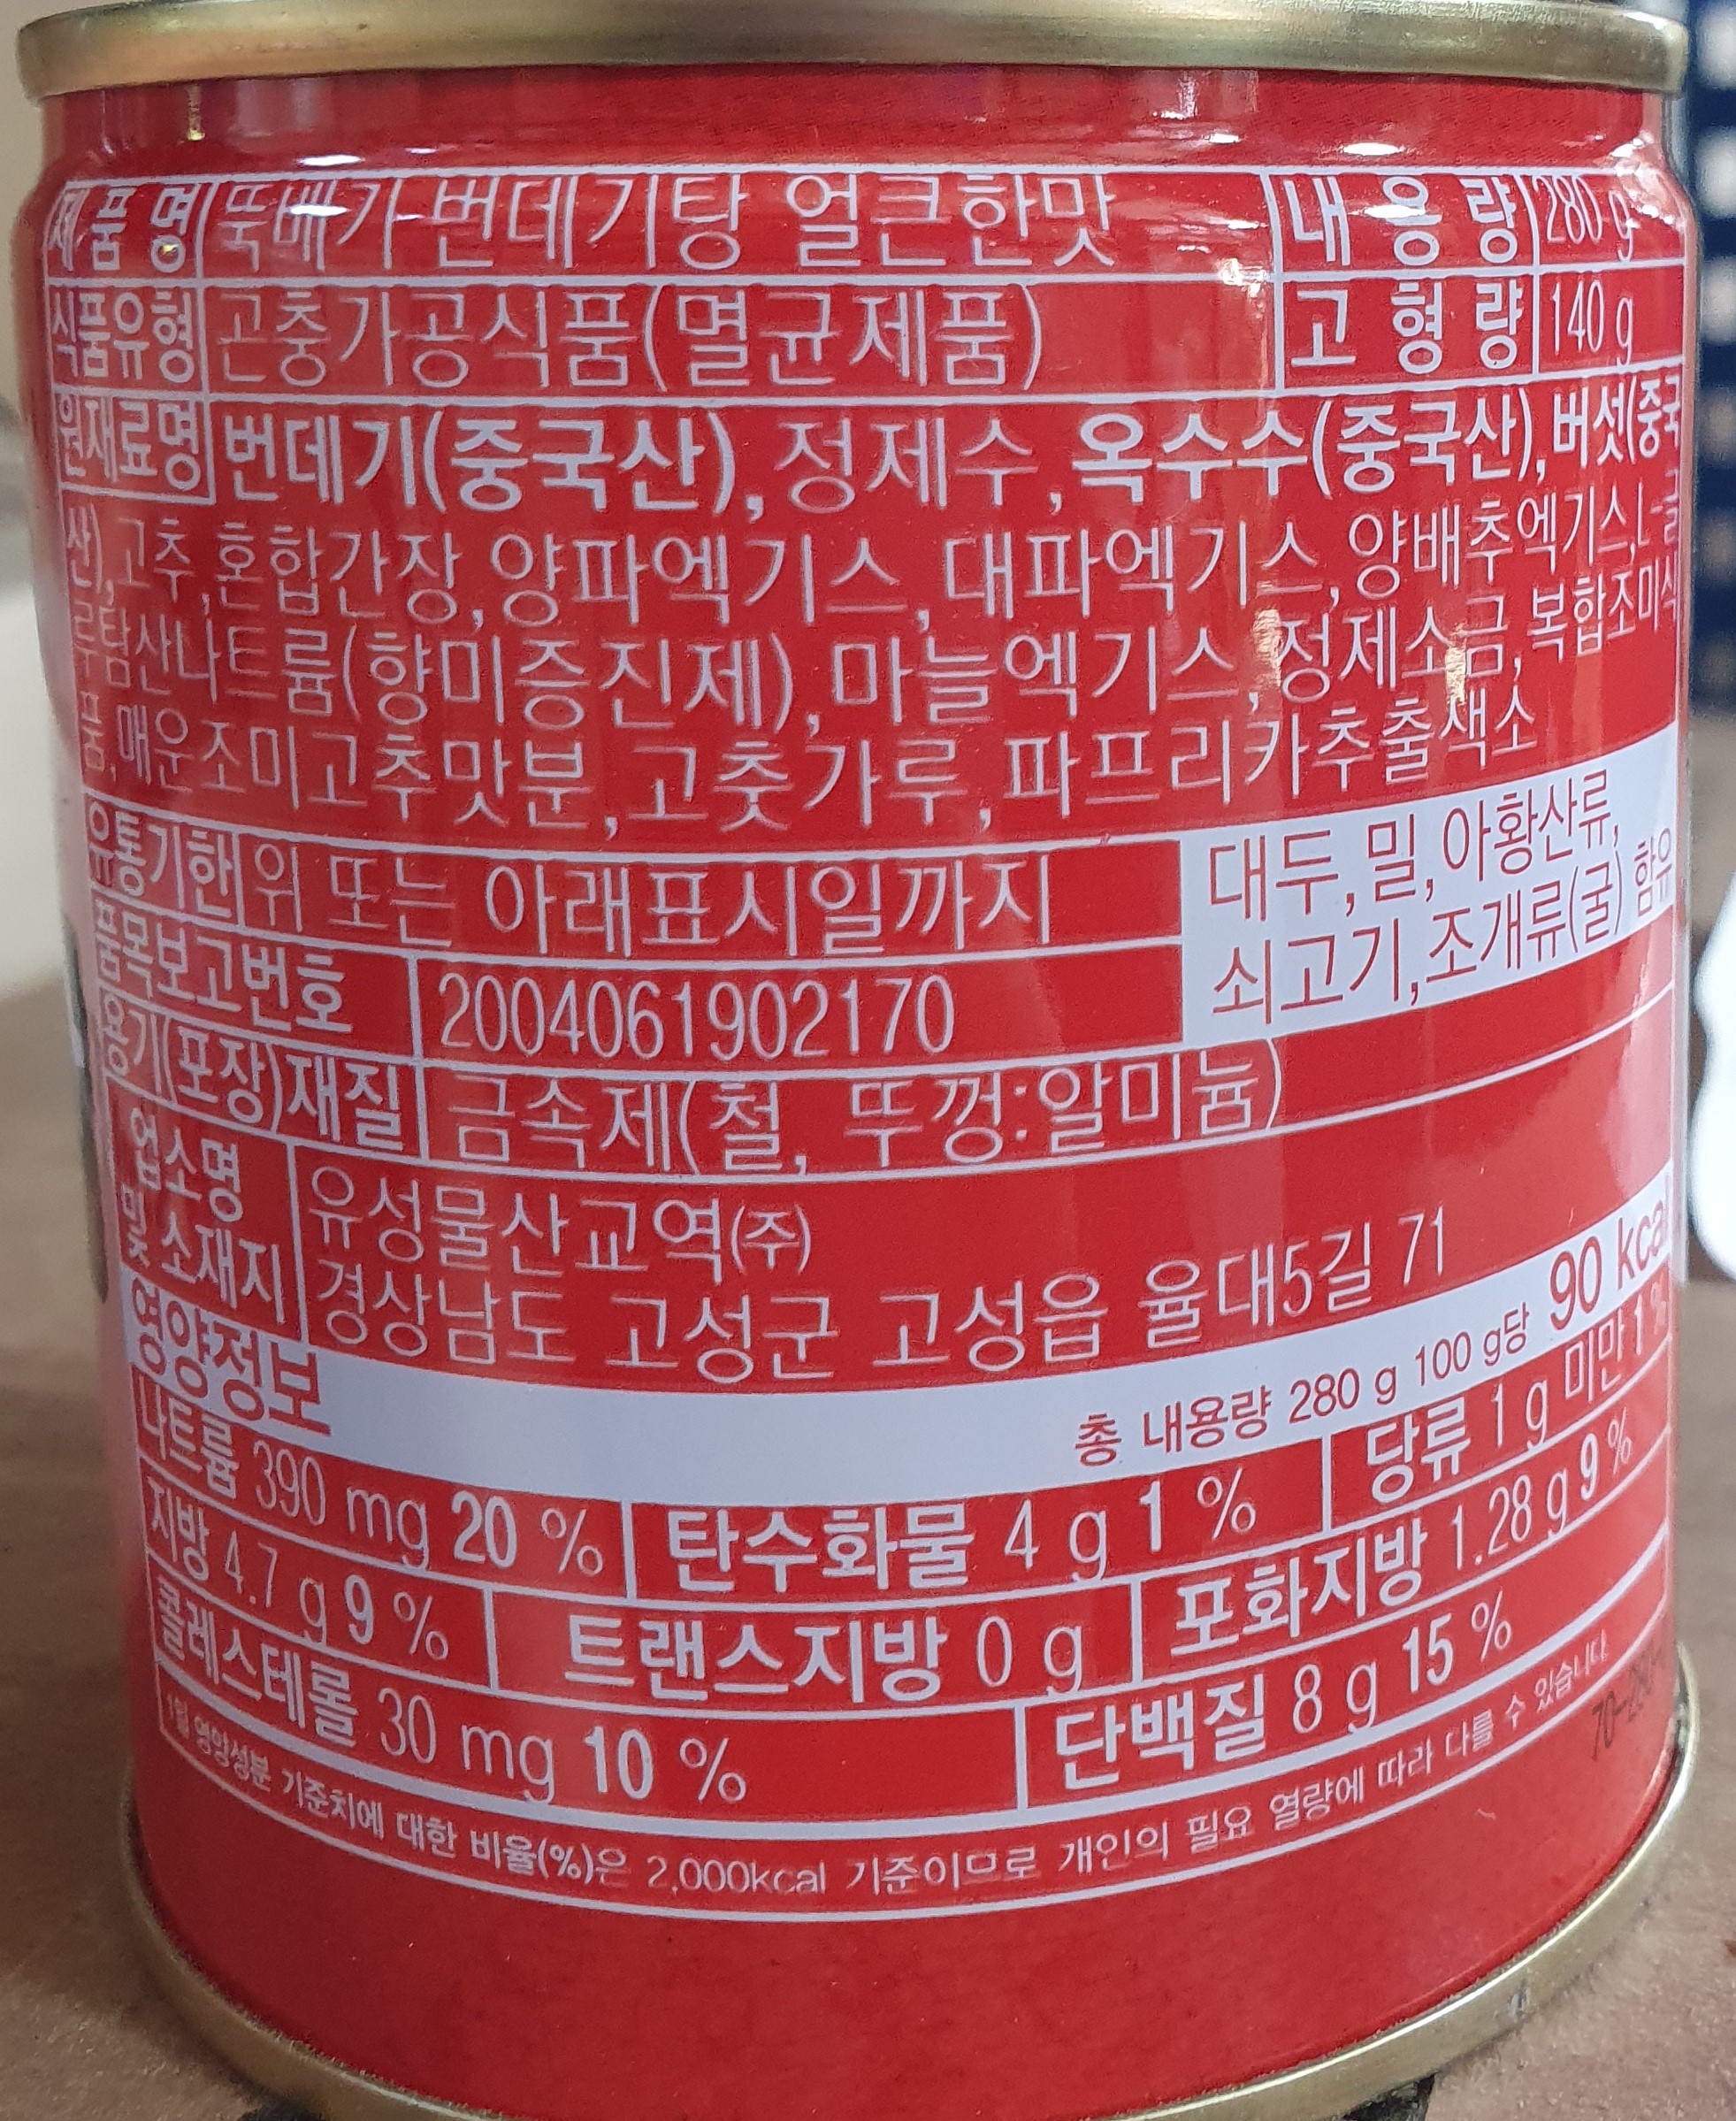 제품명 뚝배기 번데기탕 얼큰한맛 내용량 280 g
식품유형 곤충가공식품(멸균제품) 고형량 140 g
원재료명 번데기(중국산), 정제수, 옥수수(중국산), 버섯(중국
산), 고추, 혼합간장, 양파엑기스, 대파엑기스, 양배추엑기스, L-글
루탐산나트륨(향미증진제), 마늘엑기스, 정제소금, 복합조미식
품, 매운조미고추맛분, 고춧가루, 파프리카추출색소
유통기한 위 또는 아래표시일까지
대두, 밀, 아황산류,
쇠고기, 조개류(굴) 함유
품목보고번호 2004061902170
용기(포장)재질 금속제(철, 뚜껑:알미늄)
업소명
및 소재지
유성물산교역(주)
경상남도 고성군 고성읍 율대5길 71
영양정보 총 내용량 280 g 100 g당 90 kcal
나트륨 390 mg 20 % 탄수화물 4 g 1 % 당류 1 g 미만 1 %
지방 4.7 g 9 % 트랜스지방 0 g 포화지방 1.28 g 9 %
콜레스테롤 30 mg 10 % 단백질 8 g 15 %
1일 영양성분 기준치에 대한 비율(%)은 2,000kcal 기준이므로 개인의 필요 열량에 따라 다를 수 있습니다.